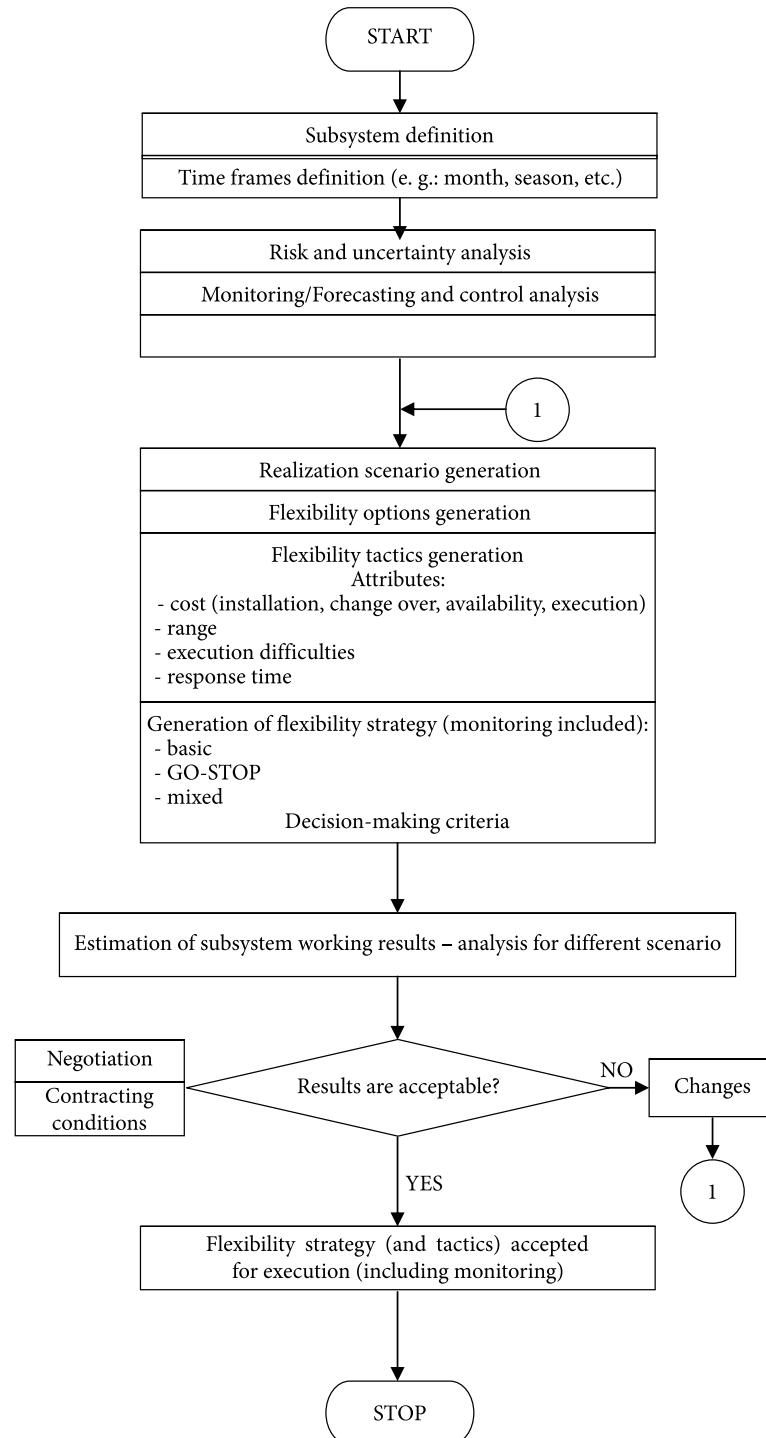 START
Subsystem definition
Time frames definition (e. g.: month, season, etc.)
Risk and uncertainty analysis
Monitoring/Forecasting and control analysis
1
Realization scenario generation
Flexibility options generation
Flexibility tactics generation
Attributes:
- cost (installation, change over, availability, execution)
- range
- execution difficulties
- response time
Generation of flexibility strategy (monitoring included):
- basic
- GO-STOP
- mixed
Decision-making criteria
Estimation of subsystem working results – analysis for different scenario
Negotiation
Contracting
conditions
Results are acceptable?
NO
Changes
1
YES
Flexibility strategy (and tactics) accepted
for execution (including monitoring)
STOP